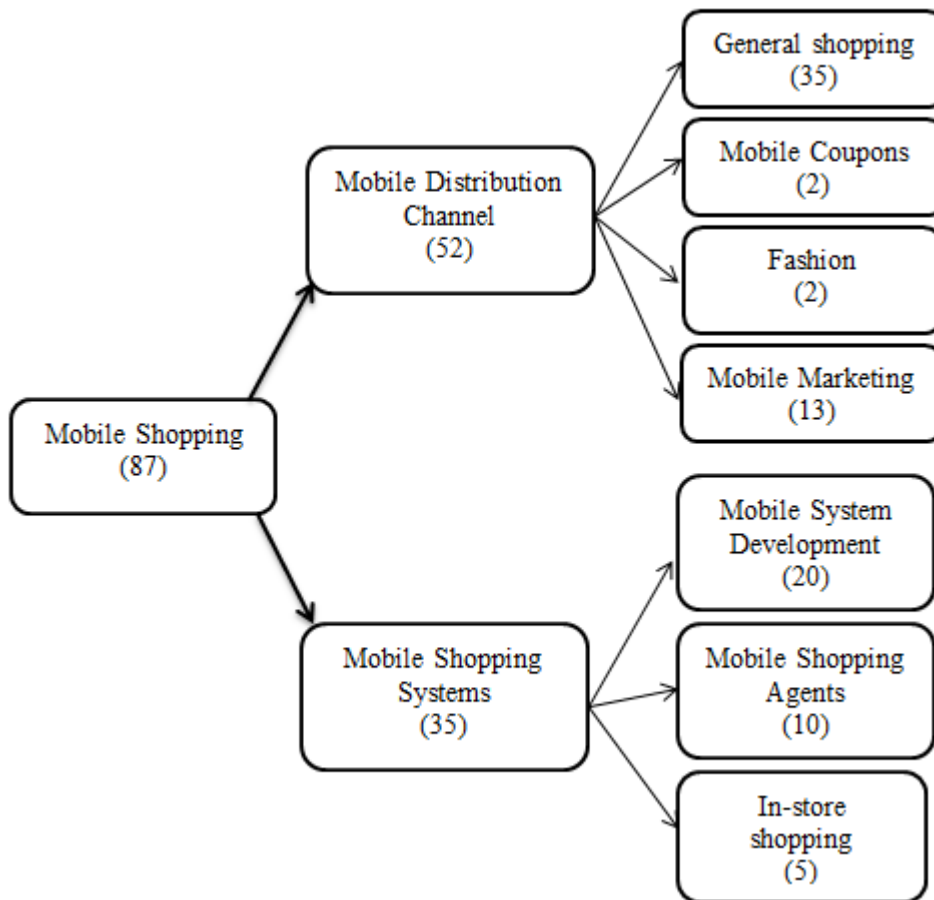 General shopping
(35)
Mobile Coupons
(2)
Mobile Distribution
Channel
(52)
Fashion
(2)
Mobile Marketing
(13)
Mobile Shopping
(87)
Mobile System
Development
(20)
Mobile Shopping
Systems
(35)
Mobile Shopping
Agents
(10)
In-store
shopping
(5)